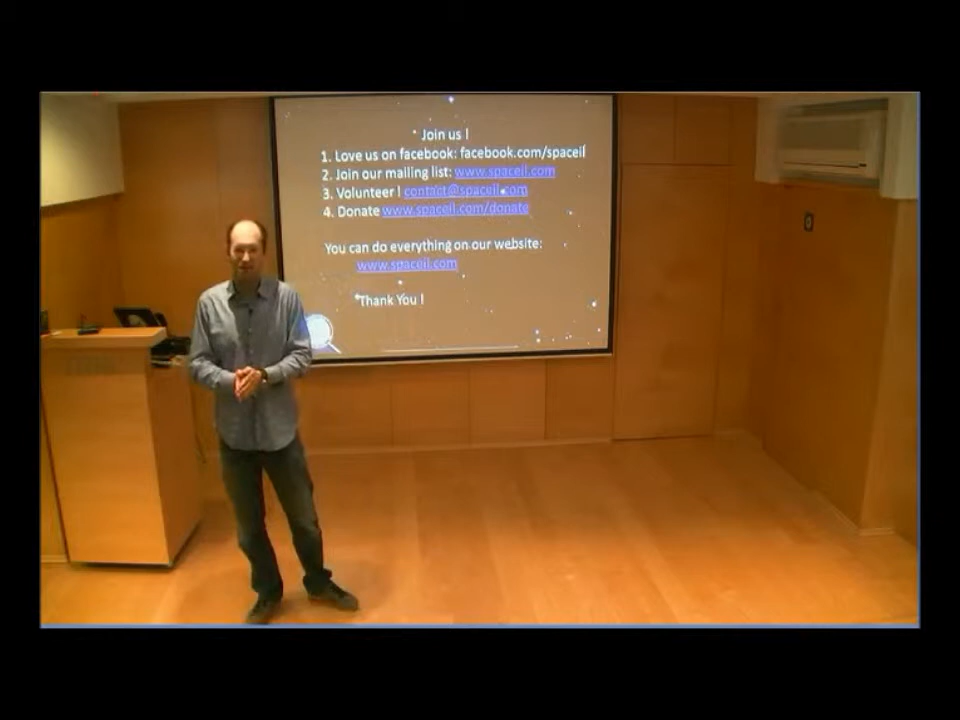 Join us !
1. Love us on facebook: facebook.com/spaceil
2. Join our mailing list: www.spaceil.com
3. Volunteer ! contact@spaceil.com
4. Donate www.spaceil.com/donate
You can do everything on our website:
www.spaceil.com
Thank You !